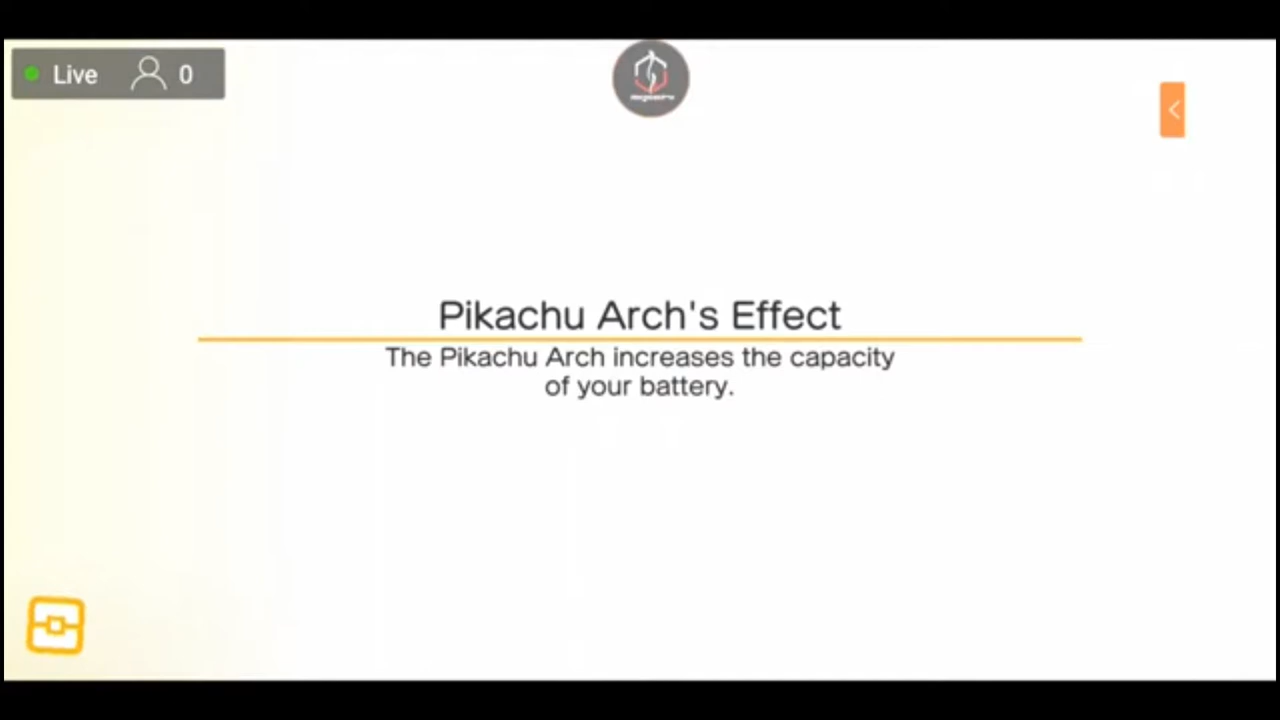 Live 0
Pikachu Arch's Effect
The Pikachu Arch increases the capacity
of your battery.